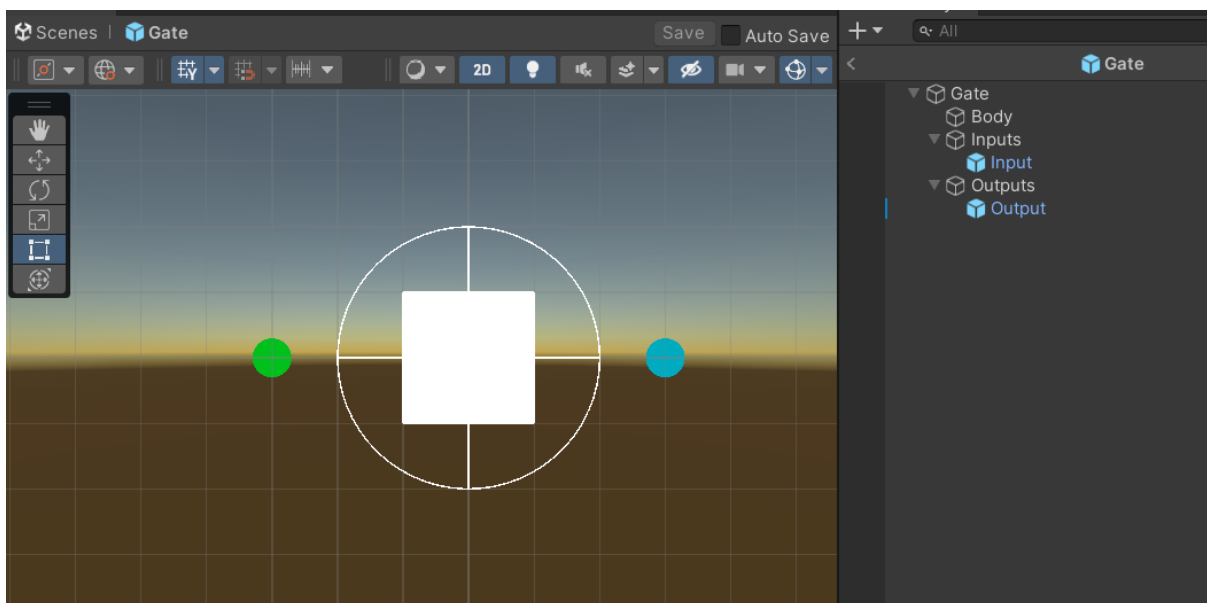 Scenes | Gate
Save
Auto Save
All
2D
Gate
Gate
Body
Inputs
Input
Outputs
Output